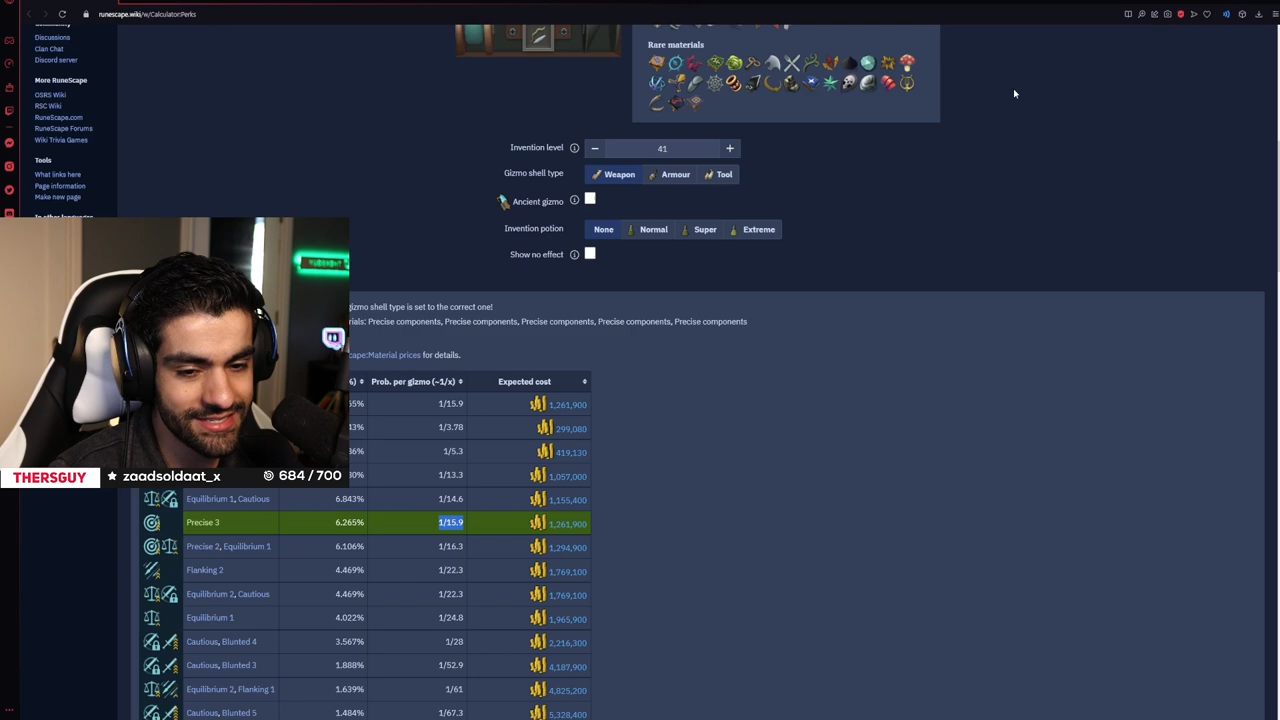 runescape.wiki/w/Calculator:Perks
Community
Discussions
Clan Chat
Discord server
More RuneScape
OSRS Wiki
RSC Wiki
RuneScape.com
RuneScape Forums
Wiki Trivia Games
Tools
What links here
Page information
Make new page
In other languages
Rare materials
Invention level
41
Gizmo shell type
Weapon
Armour
Tool
Ancient gizmo
Invention potion
None
Normal
Super
Extreme
Show no effect
gizmo shell type is set to the correct one!
rials: Precise components, Precise components, Precise components, Precise components, Precise components
cape:Material prices for details.
%) Prob. per gizmo (~1/x) Expected cost
65% 1/15.9 1,261,900
43% 1/3.78 299,080
86% 1/5.3 419,130
30% 1/13.3 1,057,000
Equilibrium 1, Cautious 6.843% 1/14.6 1,155,400
Precise 3 6.265% 1/15.9 1,261,900
Precise 2, Equilibrium 1 6.106% 1/16.3 1,294,900
Flanking 2 4.469% 1/22.3 1,769,100
Equilibrium 2, Cautious 4.469% 1/22.3 1,769,100
Equilibrium 1 4.022% 1/24.8 1,965,900
Cautious, Blunted 4 3.567% 1/28 2,216,300
Cautious, Blunted 3 1.888% 1/52.9 4,187,900
Equilibrium 2, Flanking 1 1.639% 1/61 4,825,200
Cautious, Blunted 5 1.484% 1/67.3 5,328,400
THERSGUY
zaadsoldaat_x
684 / 700